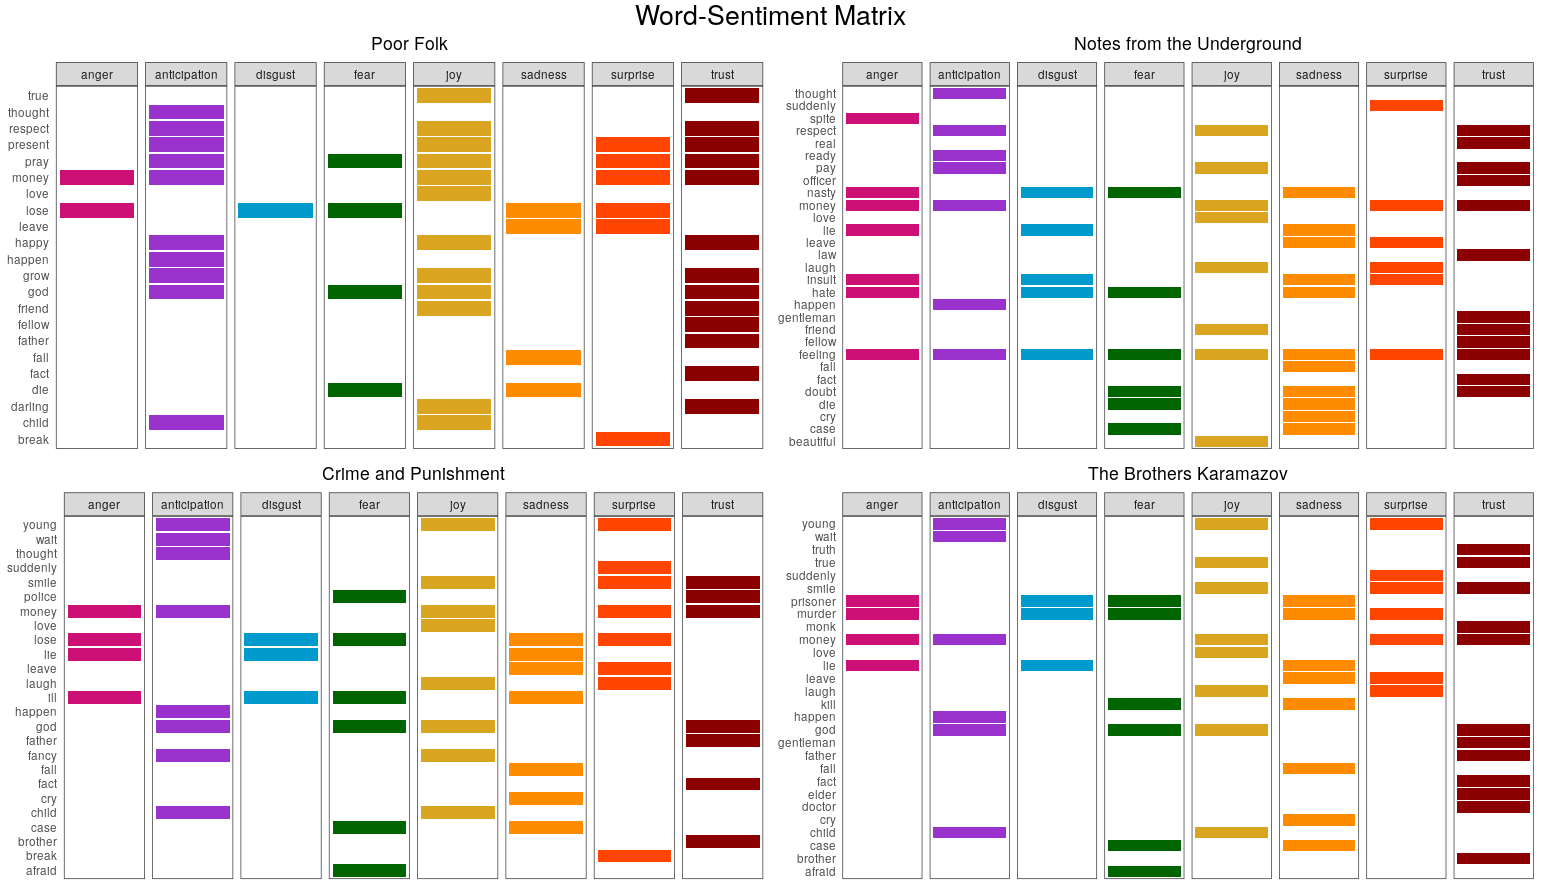 Word-Sentiment Matrix
Poor Folk
anger anticipation disgust fear joy sadness surprise trust
true
thought
respect
present
pray
money
love
lose
leave
happy
happen
grow
god
friend
fellow
father
fall
fact
die
darling
child
break
Notes from the Underground
anger anticipation disgust fear joy sadness surprise trust
thought
suddenly
spite
respect
real
ready
pay
officer
nasty
money
love
lie
leave
law
laugh
insult
hate
happen
gentleman
friend
fellow
feeling
fall
fact
doubt
die
cry
case
beautiful
Crime and Punishment
anger anticipation disgust fear joy sadness surprise trust
young
wait
thought
suddenly
smile
police
money
love
lose
lie
leave
laugh
ill
happen
god
father
fancy
fall
fact
cry
child
case
brother
break
afraid
The Brothers Karamazov
anger anticipation disgust fear joy sadness surprise trust
young
wait
truth
true
suddenly
smile
prisoner
murder
monk
money
love
lie
leave
laugh
kill
happen
god
gentleman
father
fall
fact
elder
doctor
cry
child
case
brother
afraid